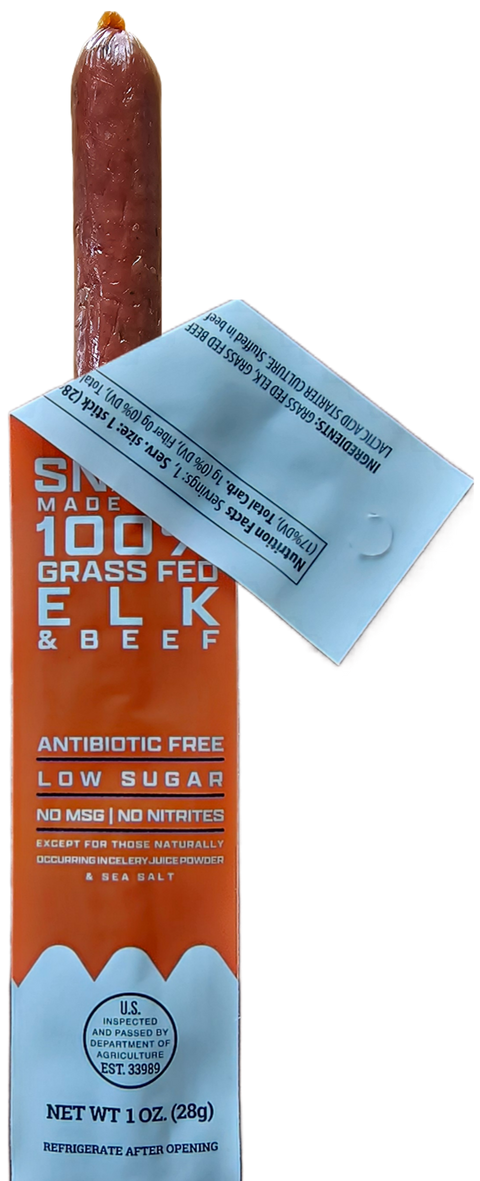 INGREDIENTS: GRASS FED ELK, GRASS FED BEEF
LACTIC ACID STARTER CULTURE. Stuffed in beef
Nutrition Facts Servings: 1, Serv. size: 1 stick (28
(17%DV), Total Carb. 1g (0% DV), Fiber 0g (0% DV), Total
MADE
100%
GRASS FED
ELK
& BEEF
ANTIBIOTIC FREE
LOW SUGAR
NO MSG | NO NITRITES
EXCEPT FOR THOSE NATURALLY
OCCURRING IN CELERY JUICE POWDER
& SEA SALT
U.S.
INSPECTED
AND PASSED BY
DEPARTMENT OF
AGRICULTURE
EST. 33989
NET WT 1 OZ. (28g)
REFRIGERATE AFTER OPENING